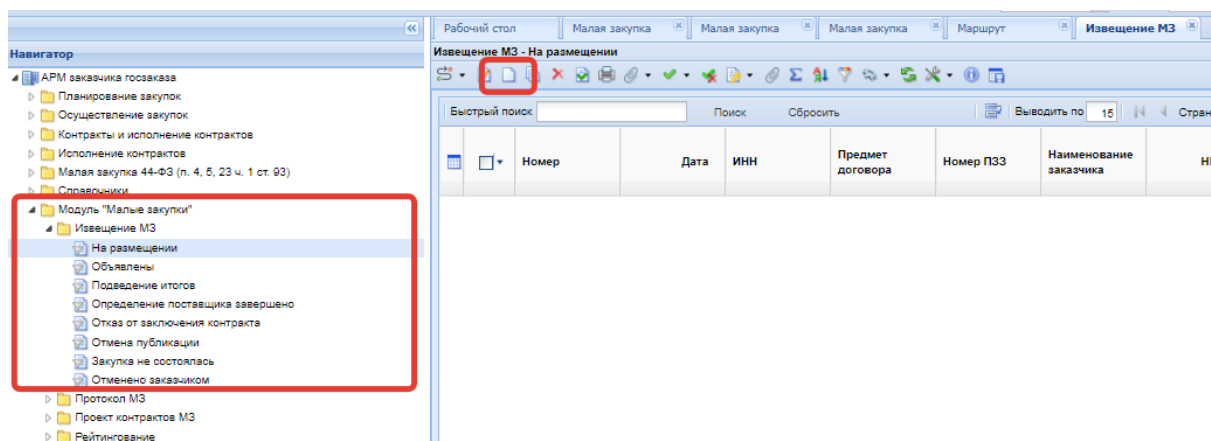 Рабочий стол
Малая закупка
Малая закупка
Малая закупка
Маршрут
Извещение МЗ
Навигатор
Извещение МЗ - На размещении
АРМ заказчика госзаказа
Планирование закупок
Осуществление закупок
Контракты и исполнение контрактов
Исполнение контрактов
Малая закупка 44-ФЗ (п. 4, 5, 23 ч. 1 ст. 93)
Справочники
Модуль "Малые закупки"
Извещение МЗ
На размещении
Объявлены
Подведение итогов
Определение поставщика завершено
Отказ от заключения контракта
Отмена публикации
Закупка не состоялась
Отменено заказчиком
Протокол МЗ
Проект контрактов МЗ
Рейтингование
Быстрый поиск
Поиск
Сбросить
Выводить по 15
Стран
Номер
Дата
ИНН
Предмет
договора
Номер ПЗЗ
Наименование
заказчика